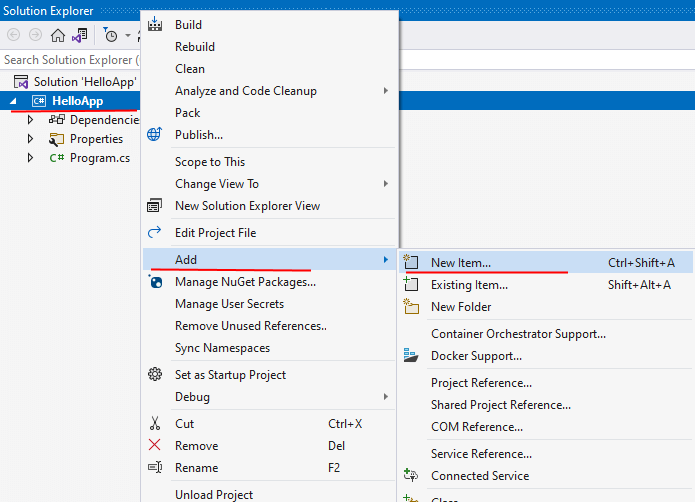 Solution Explorer
Search Solution Explorer (
Solution 'HelloApp'
C# HelloApp
Dependencie
Properties
C# Program.cs
Build
Rebuild
Clean
Analyze and Code Cleanup
Pack
Publish...
Scope to This
Change View To
New Solution Explorer View
Edit Project File
Add
Manage NuGet Packages...
Manage User Secrets
Remove Unused References..
Sync Namespaces
Set as Startup Project
Debug
Cut Ctrl+X
Remove Del
Rename F2
Unload Project
New Item... Ctrl+Shift+A
Existing Item... Shift+Alt+A
New Folder
Container Orchestrator Support...
Docker Support...
Project Reference...
Shared Project Reference...
COM Reference...
Service Reference...
Connected Service